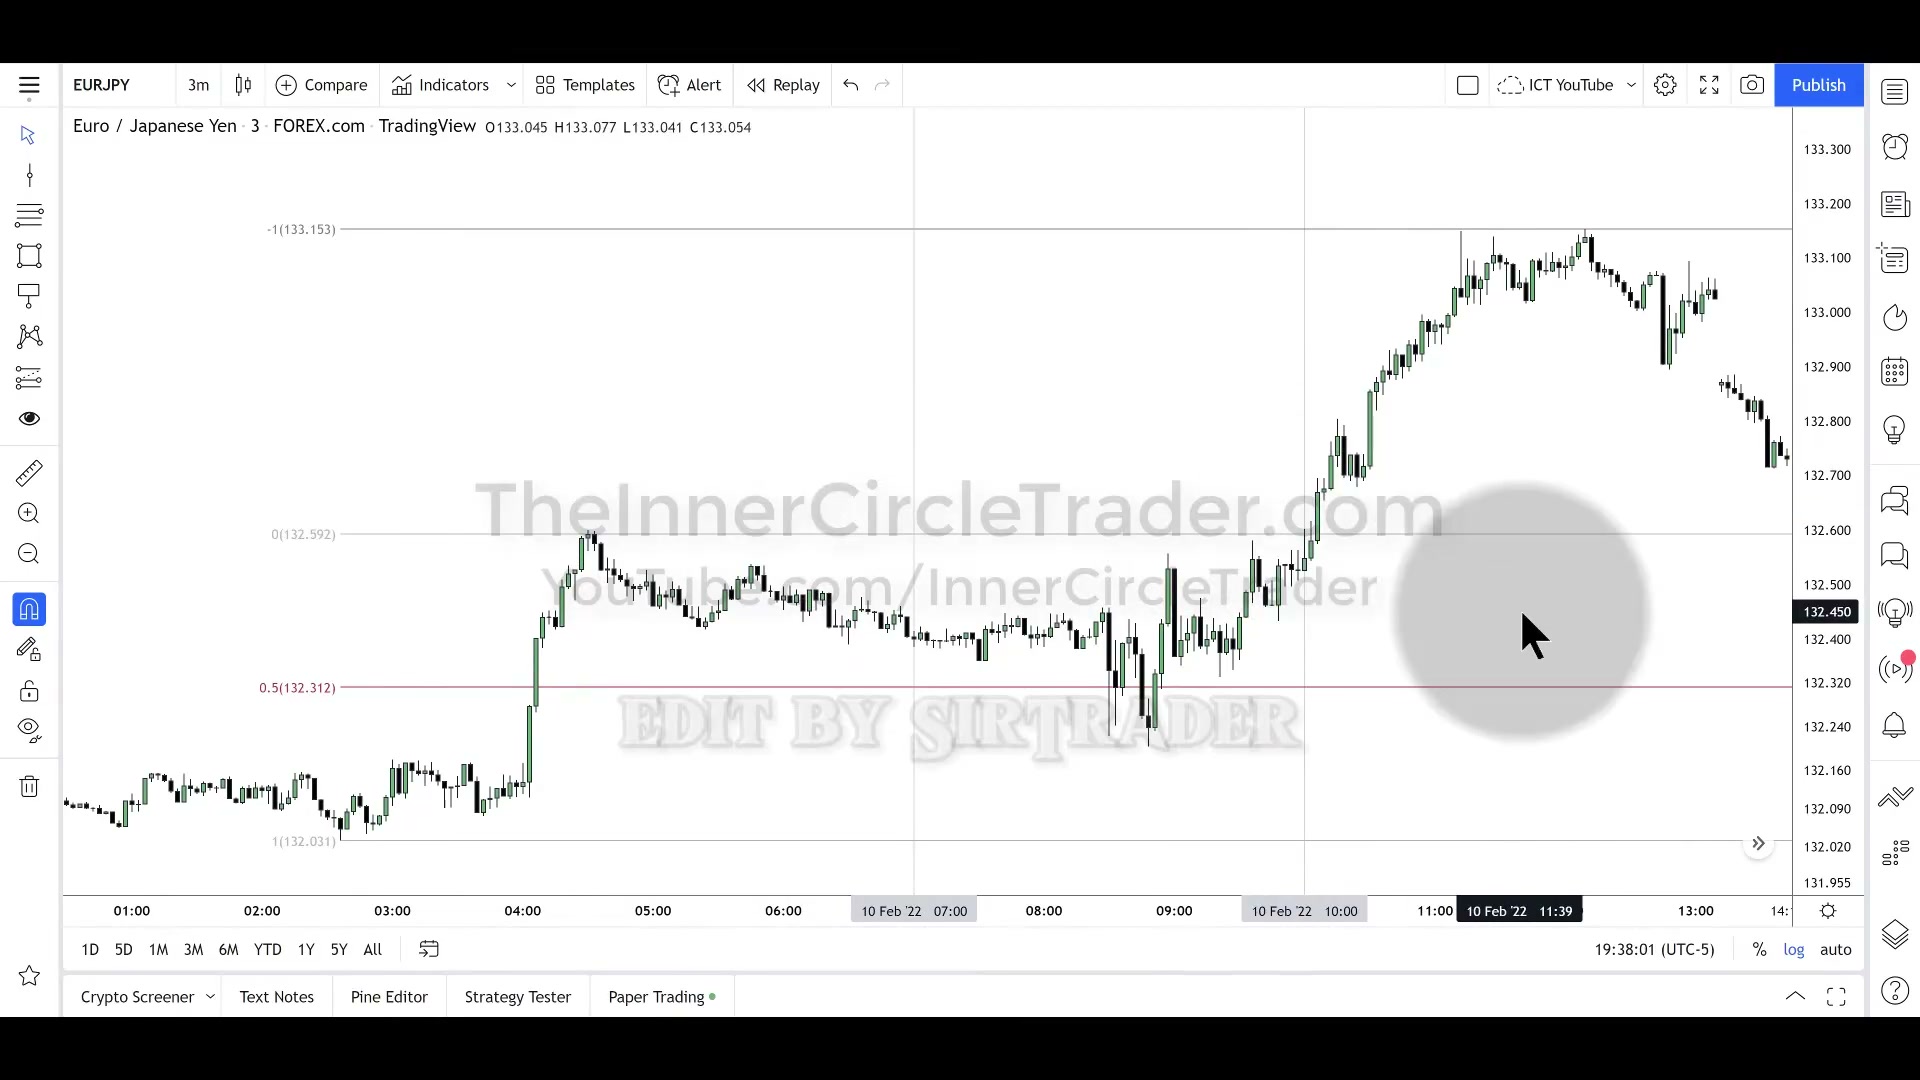 EURJPY 3m Compare Indicators Templates Alert Replay ICT YouTube Publish
Euro / Japanese Yen · 3 · FOREX.com · TradingView O133.045 H133.077 L133.041 C133.054
133.300
133.200
-1(133.153)
133.100
133.000
132.900
132.800
132.700
TheInnerCircleTrader.com
0(132.592)
132.600
YouTube.com/InnerCircleTrader
132.500
132.450
132.400
0.5(132.312)
132.320
EDIT BY SIRTRADER
132.240
132.160
132.090
1(132.031)
132.020
131.955
01:00 02:00 03:00 04:00 05:00 06:00 10 Feb '22 07:00 08:00 09:00 10 Feb '22 10:00 11:00 10 Feb '22 11:39 13:00 14:
1D 5D 1M 3M 6M YTD 1Y 5Y All 19:38:01 (UTC-5) % log auto
Crypto Screener Text Notes Pine Editor Strategy Tester Paper Trading